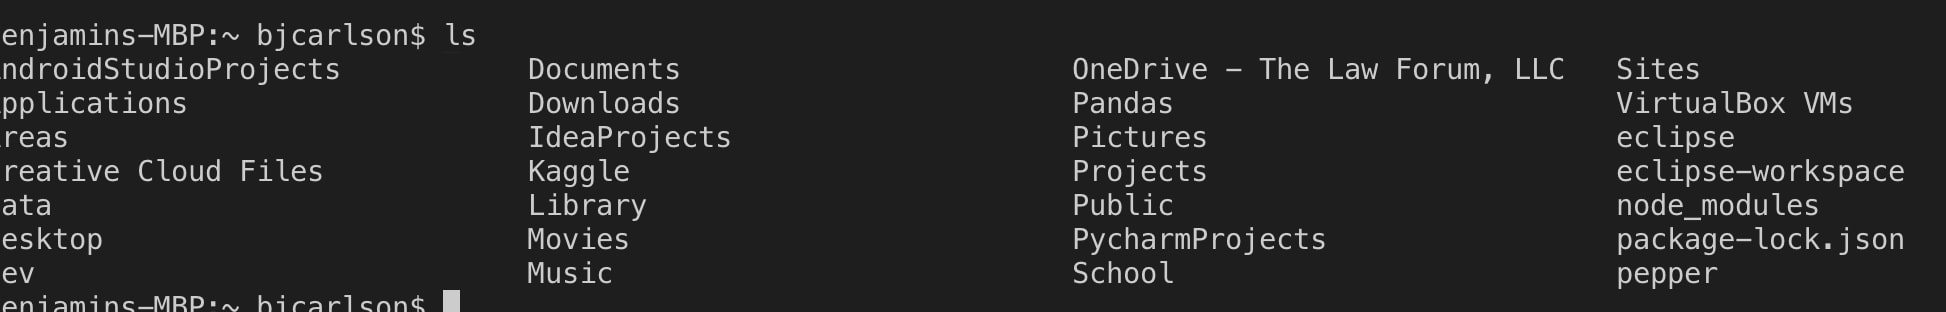 enjamins-MBP:~ bjcarlson$ ls
ndroidStudioProjects Documents OneDrive - The Law Forum, LLC Sites
pplications Downloads Pandas VirtualBox VMs
reas IdeaProjects Pictures eclipse
reative Cloud Files Kaggle Projects eclipse-workspace
ata Library Public node_modules
esktop Movies PycharmProjects package-lock.json
ev Music School pepper
enjamins-MBP:~ bjcarlson$